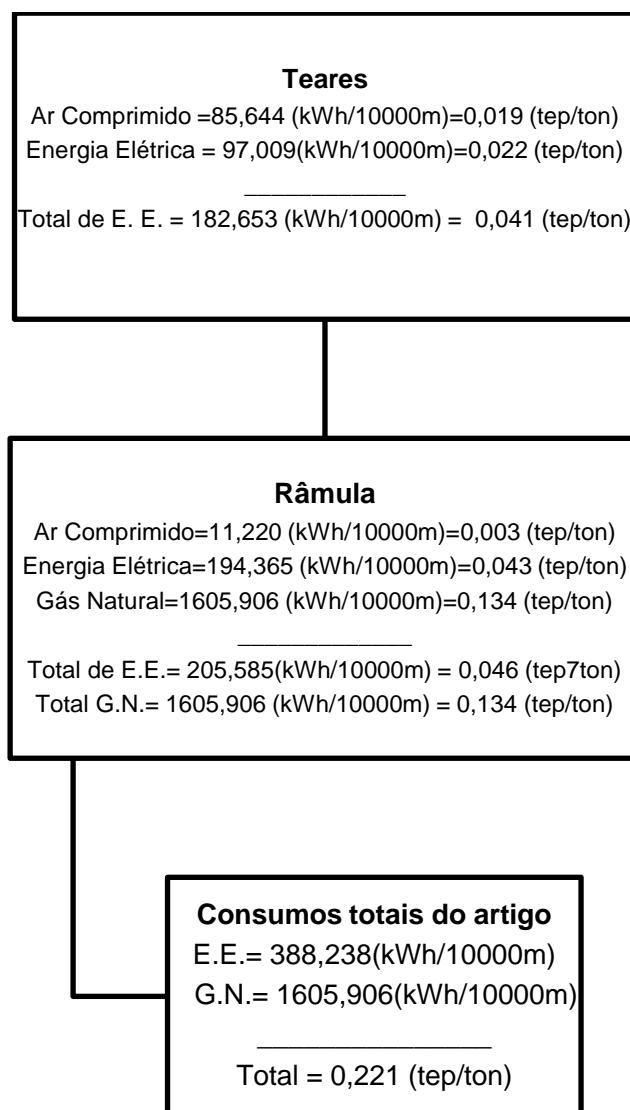 Teares
Ar Comprimido =85,644 (kWh/10000m)=0,019 (tep/ton)
Energia Elétrica = 97,009(kWh/10000m)=0,022 (tep/ton)
____________
Total de E. E. = 182,653 (kWh/10000m) = 0,041 (tep/ton)
Râmula
Ar Comprimido=11,220 (kWh/10000m)=0,003 (tep/ton)
Energia Elétrica=194,365 (kWh/10000m)=0,043 (tep/ton)
Gás Natural=1605,906 (kWh/10000m)=0,134 (tep/ton)
_____________
Total de E.E.= 205,585(kWh/10000m) = 0,046 (tep7ton)
Total G.N.= 1605,906 (kWh/10000m) = 0,134 (tep/ton)
Consumos totais do artigo
E.E.= 388,238(kWh/10000m)
G.N.= 1605,906(kWh/10000m)
_______________
Total = 0,221 (tep/ton)